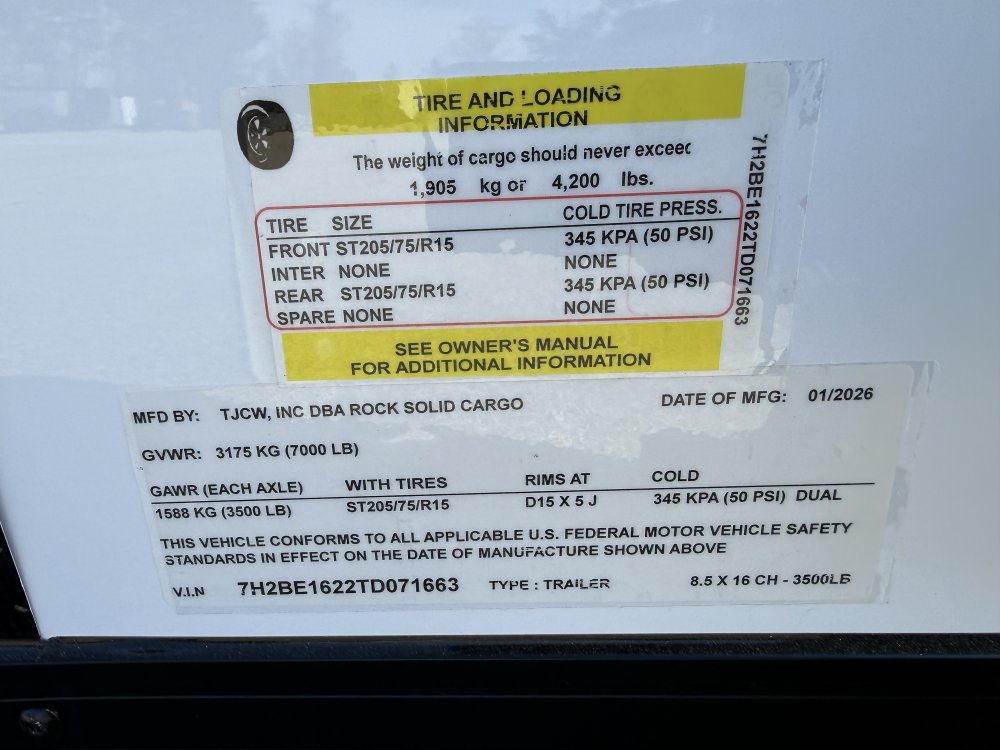 TIRE AND LOADING
INFORMATION
The weight of cargo should never exceed
1,905 kg or 4,200 lbs.
TIRE SIZE COLD TIRE PRESS.
FRONT ST205/75/R15 345 KPA (50 PSI)
INTER NONE NONE
REAR ST205/75/R15 345 KPA (50 PSI)
SPARE NONE NONE
SEE OWNER'S MANUAL
FOR ADDITIONAL INFORMATION
7H2BE1622TD071663
MFD BY: TJCW, INC DBA ROCK SOLID CARGO DATE OF MFG: 01/2026
GVWR: 3175 KG (7000 LB)
GAWR (EACH AXLE) WITH TIRES RIMS AT COLD
1588 KG (3500 LB) ST205/75/R15 D15 X 5 J 345 KPA (50 PSI) DUAL
THIS VEHICLE CONFORMS TO ALL APPLICABLE U.S. FEDERAL MOTOR VEHICLE SAFETY
STANDARDS IN EFFECT ON THE DATE OF MANUFACTURE SHOWN ABOVE
V.I.N 7H2BE1622TD071663 TYPE : TRAILER 8.5 X 16 CH - 3500LB